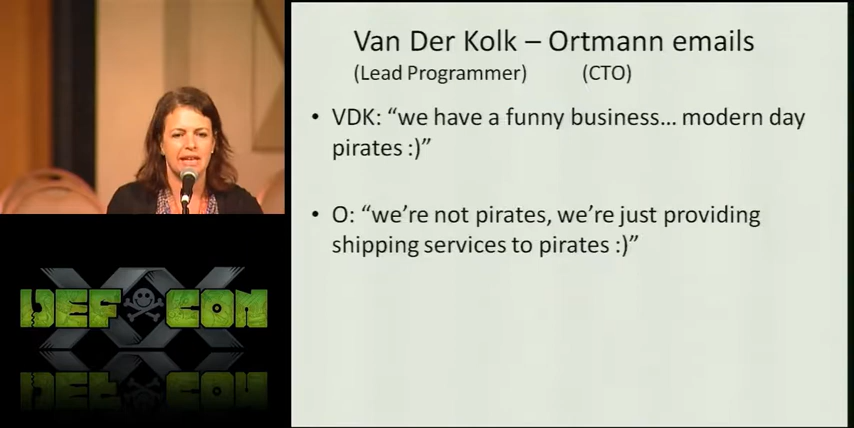 Van Der Kolk – Ortmann emails
(Lead Programmer) (CTO)
• VDK: “we have a funny business... modern day
pirates :)”
• O: “we’re not pirates, we’re just providing
shipping services to pirates :)”
DEF CON
XX